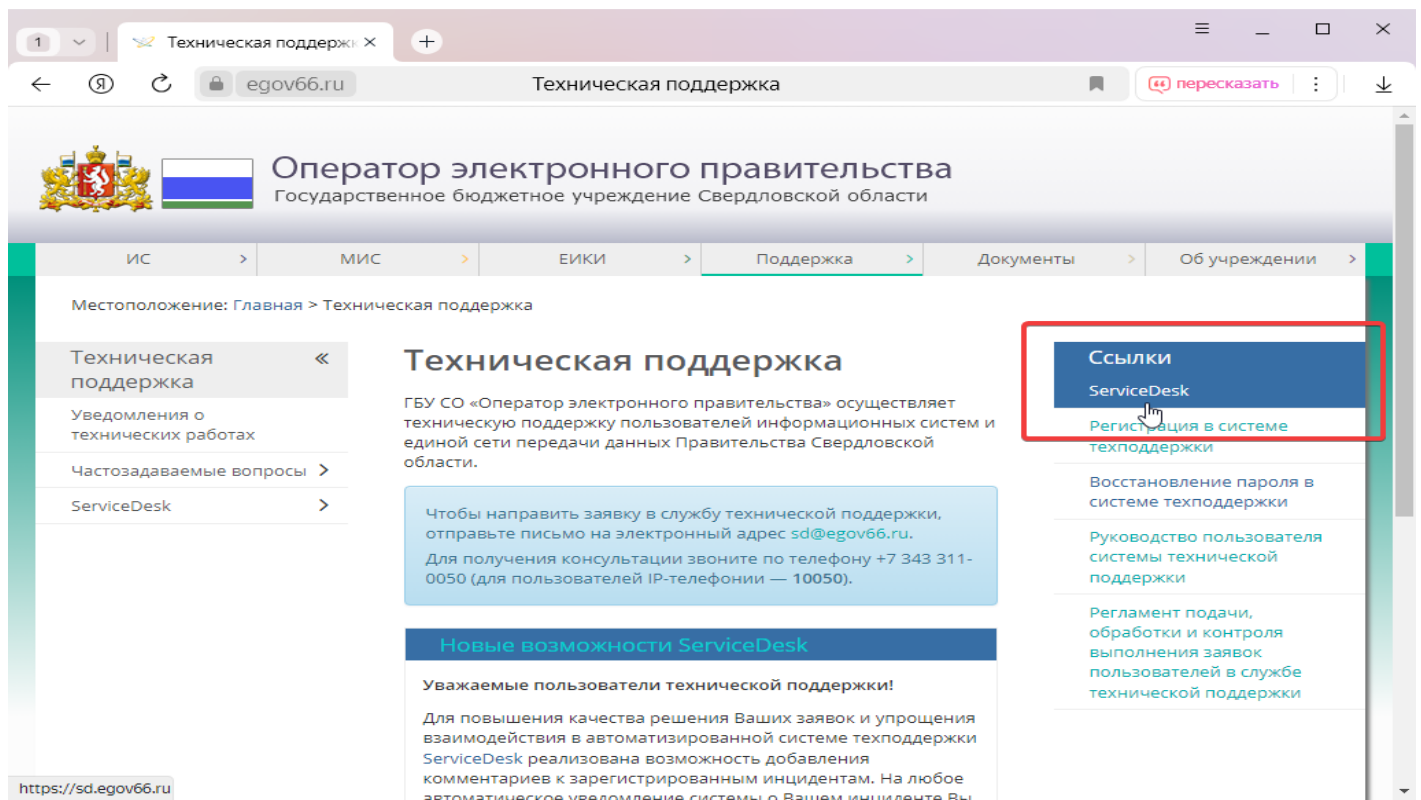 1
Техническая поддержк
egov66.ru
Техническая поддержка
пересказать
Оператор электронного правительства
Государственное бюджетное учреждение Свердловской области
ИС
МИС
ЕИКИ
Поддержка
Документы
Об учреждении
Местоположение: Главная > Техническая поддержка
Техническая
поддержка
Уведомления о
технических работах
Частозадаваемые вопросы
ServiceDesk
Техническая поддержка
ГБУ СО «Оператор электронного правительства» осуществляет
техническую поддержку пользователей информационных систем и
единой сети передачи данных Правительства Свердловской
области.
Чтобы направить заявку в службу технической поддержки,
отправьте письмо на электронный адрес sd@egov66.ru.
Для получения консультации звоните по телефону +7 343 311-
0050 (для пользователей IP-телефонии — 10050).
Новые возможности ServiceDesk
Уважаемые пользователи технической поддержки!
Для повышения качества решения Ваших заявок и упрощения
взаимодействия в автоматизированной системе техподдержки
ServiceDesk реализована возможность добавления
комментариев к зарегистрированным инцидентам. На любое
автоматическое уведомление системы о Вашем инциденте Вы
Ссылки
ServiceDesk
Регистрация в системе
техподдержки
Восстановление пароля в
системе техподдержки
Руководство пользователя
системы технической
поддержки
Регламент подачи,
обработки и контроля
выполнения заявок
пользователей в службе
технической поддержки
https://sd.egov66.ru